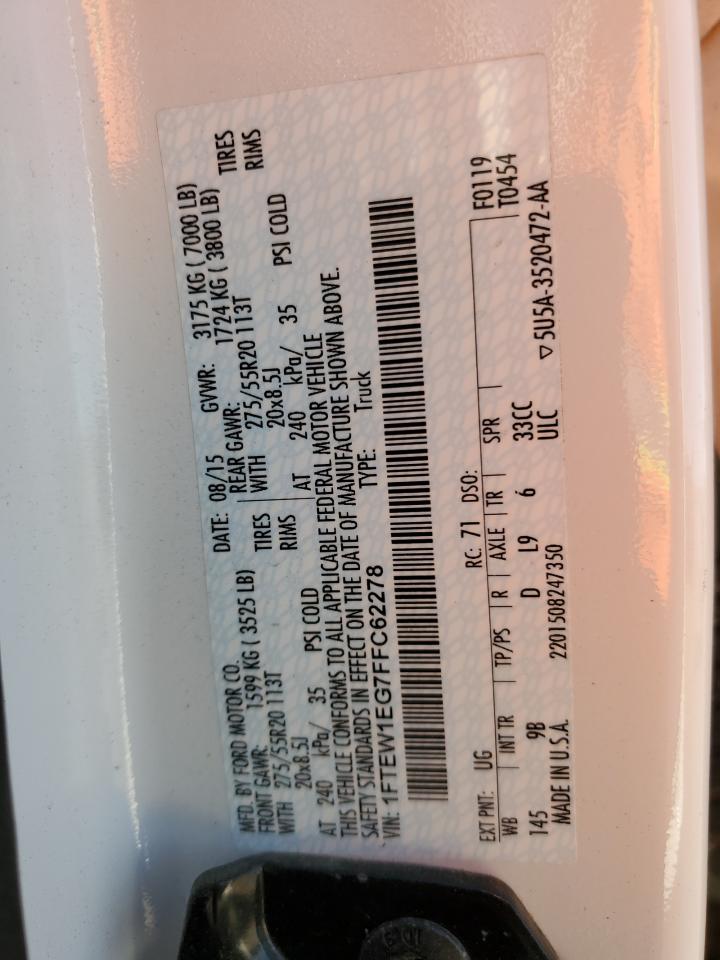 MFD. BY FORD MOTOR CO. DATE: 08/15 GVWR: 3175 KG ( 7000 LB)
FRONT GAWR: 1599 KG ( 3525 LB) REAR GAWR: 1724 KG ( 3800 LB)
WITH 275/55R20 113T TIRES WITH 275/55R20 113T TIRES
20x8.5J RIMS 20x8.5J RIMS
AT 240 kPa/ 35 PSI COLD AT 240 kPa/ 35 PSI COLD
THIS VEHICLE CONFORMS TO ALL APPLICABLE FEDERAL MOTOR VEHICLE
SAFETY STANDARDS IN EFFECT ON THE DATE OF MANUFACTURE SHOWN ABOVE.
VIN: 1FTEW1EG7FFC62278 TYPE: Truck
EXT PNT: UG RC: 71 DSO: F0119
WB INT TR TP/PS R AXLE TR SPR T0454
145 9B D L9 6 33CC
MADE IN U.S.A. 2201508247350 ULC ▽ 5U5A-3520472-AA